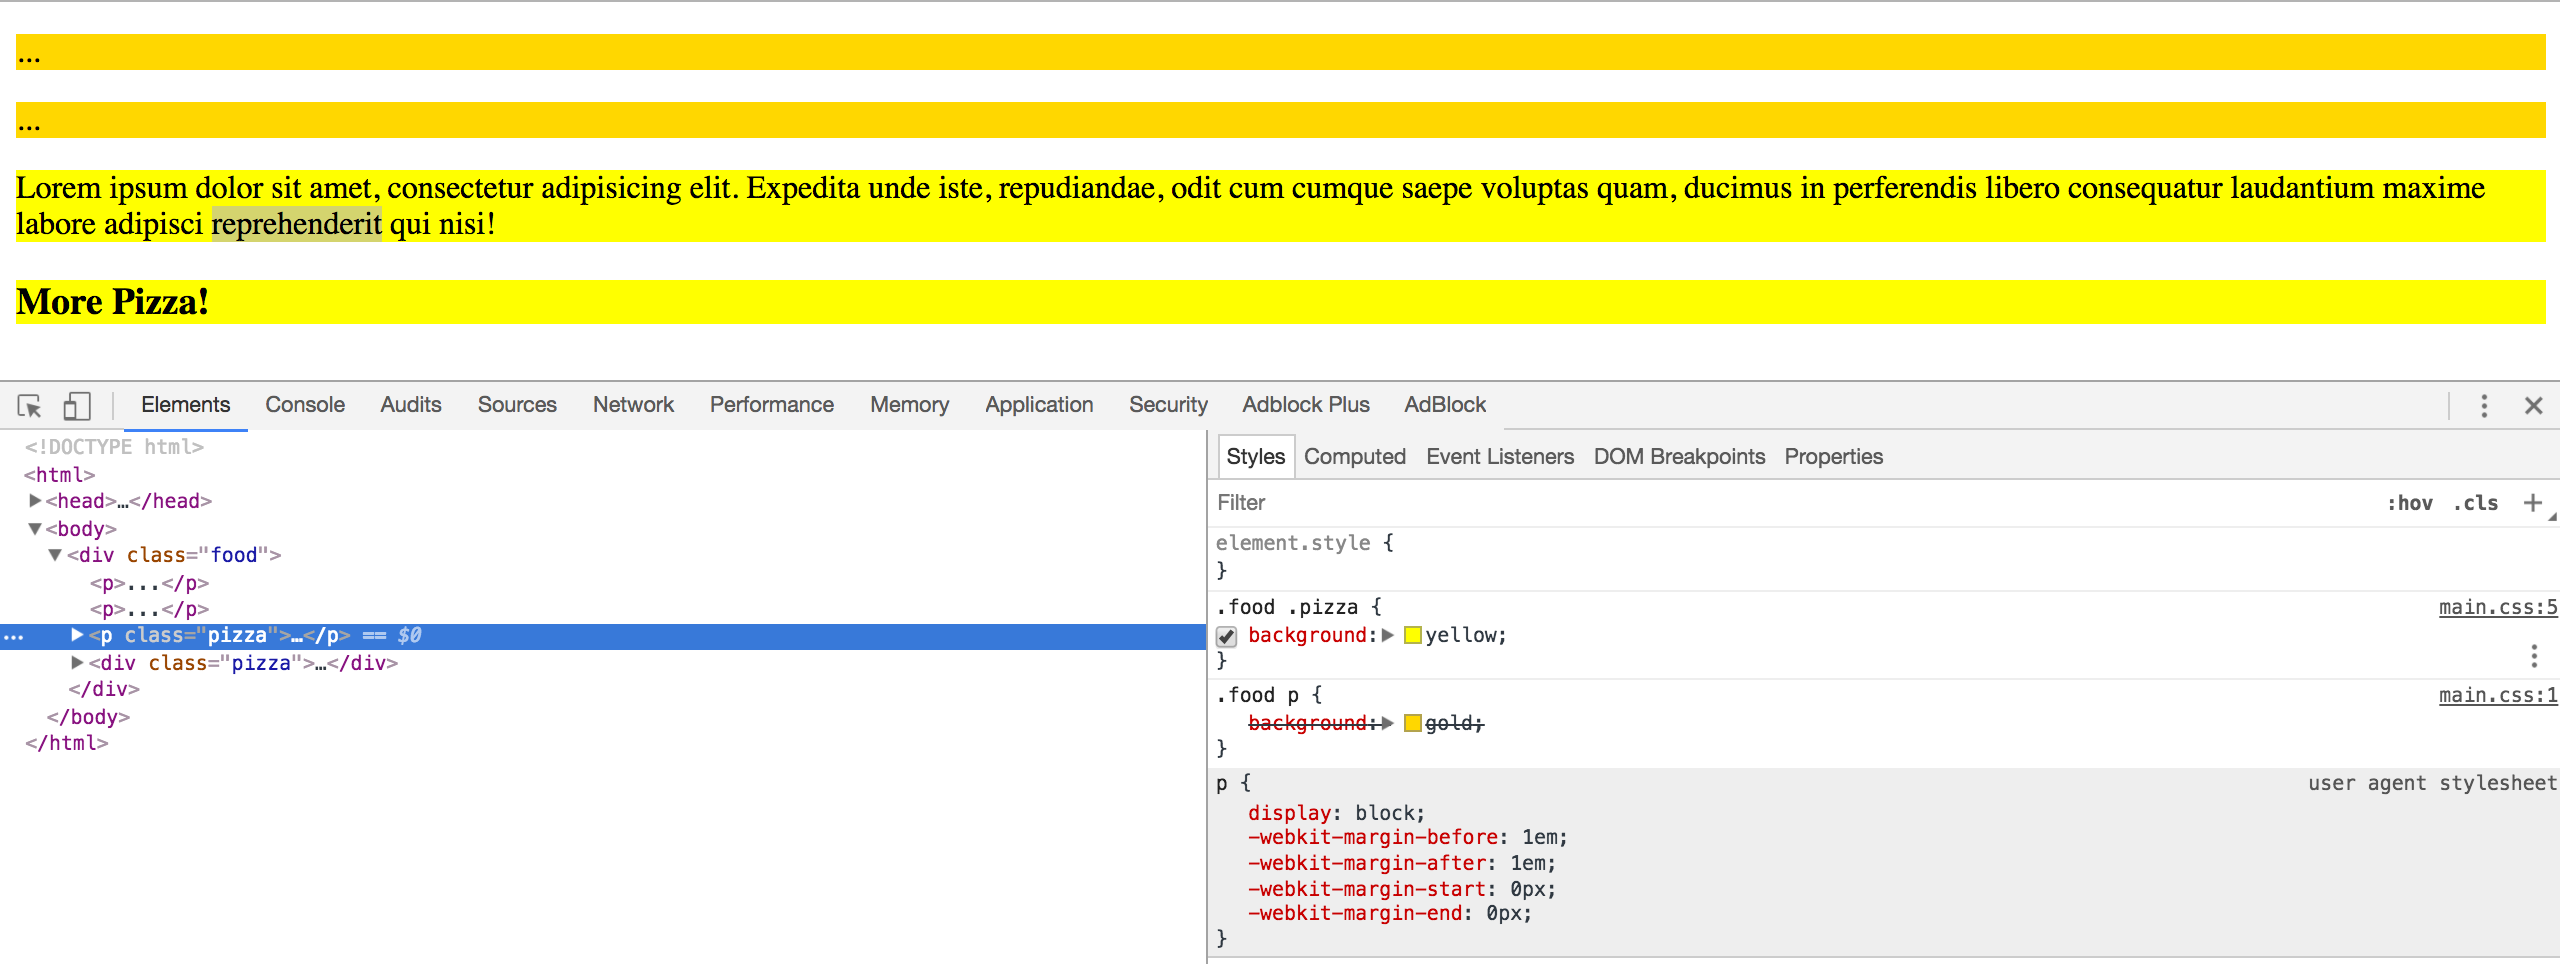 ...
...
Lorem ipsum dolor sit amet, consectetur adipisicing elit. Expedita unde iste, repudiandae, odit cum cumque saepe voluptas quam, ducimus in perferendis libero consequatur laudantium maxime
labore adipisci reprehenderit qui nisi!
More Pizza!
Elements Console Audits Sources Network Performance Memory Application Security Adblock Plus AdBlock
<!DOCTYPE html>
<html>
<head>…</head>
<body>
<div class="food">
<p>...</p>
<p>...</p>
… <p class="pizza">…</p> == $0
<div class="pizza">…</div>
</div>
</body>
</html>
Styles Computed Event Listeners DOM Breakpoints Properties
Filter :hov .cls +
element.style {
}
.food .pizza { main.css:5
background: yellow;
}
.food p { main.css:1
background: gold;
}
p { user agent stylesheet
display: block;
-webkit-margin-before: 1em;
-webkit-margin-after: 1em;
-webkit-margin-start: 0px;
-webkit-margin-end: 0px;
}